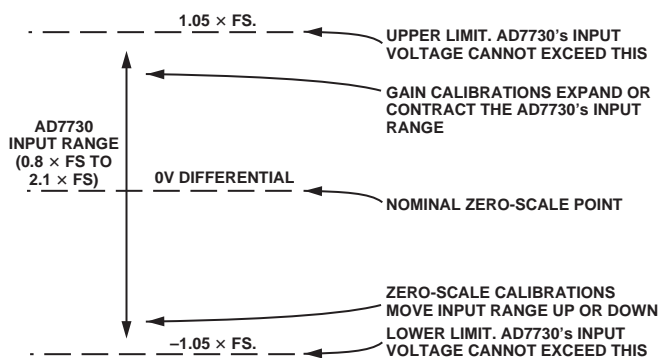 1.05 × FS.
UPPER LIMIT. AD7730's INPUT
VOLTAGE CANNOT EXCEED THIS
GAIN CALIBRATIONS EXPAND OR
CONTRACT THE AD7730's INPUT
RANGE
AD7730
INPUT RANGE
(0.8 × FS TO
2.1 × FS)
0V DIFFERENTIAL
NOMINAL ZERO-SCALE POINT
ZERO-SCALE CALIBRATIONS
MOVE INPUT RANGE UP OR DOWN
–1.05 × FS.
LOWER LIMIT. AD7730's INPUT
VOLTAGE CANNOT EXCEED THIS